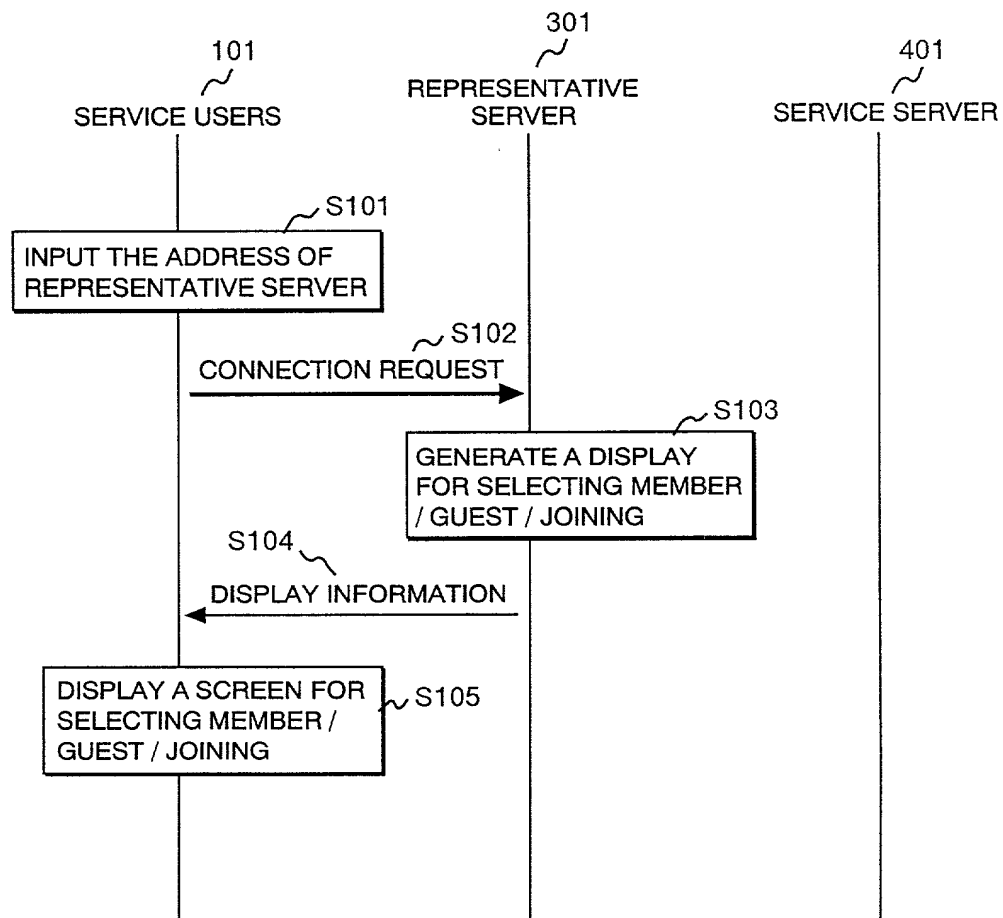 101
SERVICE USERS
301
REPRESENTATIVE
SERVER
401
SERVICE SERVER
S101
INPUT THE ADDRESS OF
REPRESENTATIVE SERVER
S102
CONNECTION REQUEST
S103
GENERATE A DISPLAY
FOR SELECTING MEMBER
/ GUEST / JOINING
S104
DISPLAY INFORMATION
DISPLAY A SCREEN FOR
SELECTING MEMBER /
GUEST / JOINING
S105